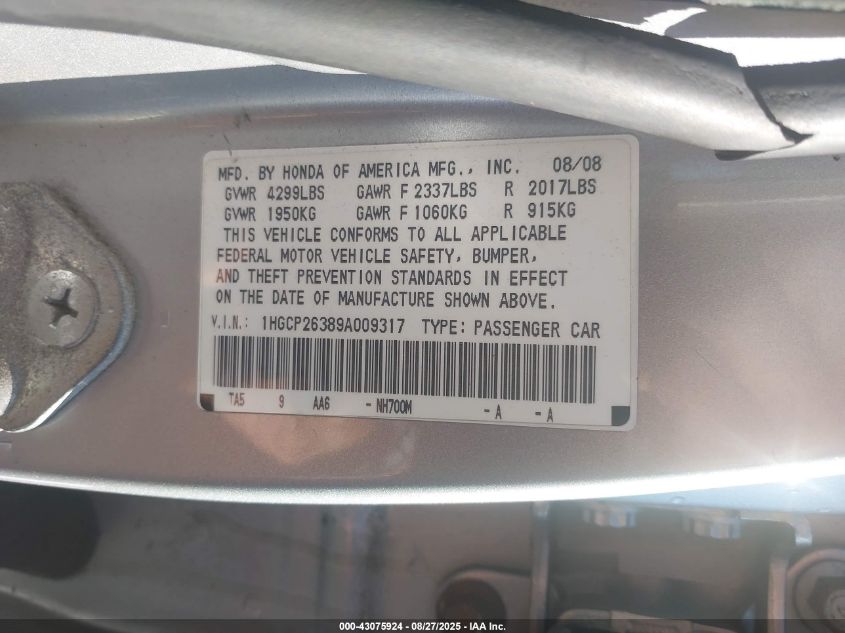 MFD. BY HONDA OF AMERICA MFG., INC. 08/08
GVWR 4299LBS GAWR F 2337LBS R 2017LBS
GVWR 1950KG GAWR F 1060KG R 915KG
THIS VEHICLE CONFORMS TO ALL APPLICABLE
FEDERAL MOTOR VEHICLE SAFETY, BUMPER,
AND THEFT PREVENTION STANDARDS IN EFFECT
ON THE DATE OF MANUFACTURE SHOWN ABOVE.
V.I.N.: 1HGCP26389A009317 TYPE: PASSENGER CAR
TA5 9 AA6 - NH700M - A - A
000-43075924 - 08/27/2025 - IAA Inc.